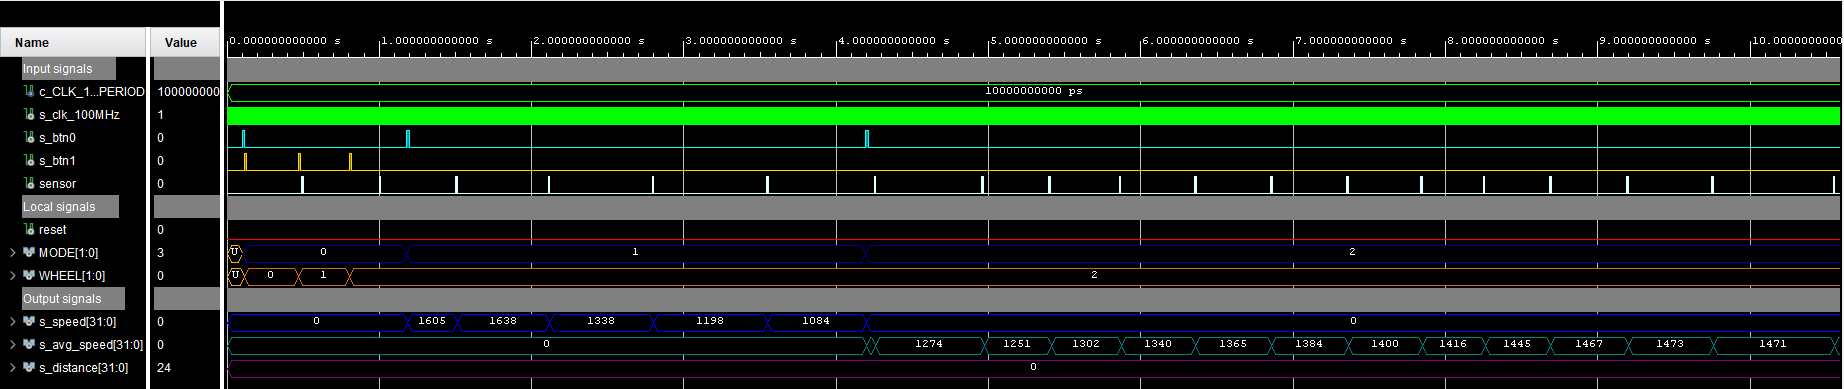 Name Value 0.000000000000 s 1.000000000000 s 2.000000000000 s 3.000000000000 s 4.000000000000 s 5.000000000000 s 6.000000000000 s 7.000000000000 s 8.000000000000 s 9.000000000000 s 10.00000000
Input signals
c_CLK_1...PERIOD 100000000 10000000000 ps
s_clk_100MHz 1
s_btn0 0
s_btn1 0
sensor 0
Local signals
reset 0
MODE[1:0] 3 U 0 1 2
WHEEL[1:0] 0 U 0 1 2
Output signals
s_speed[31:0] 0 0 1605 1638 1338 1198 1084 0
s_avg_speed[31:0] 0 0 1274 1251 1302 1340 1365 1384 1400 1416 1445 1467 1473 1471
s_distance[31:0] 24 0